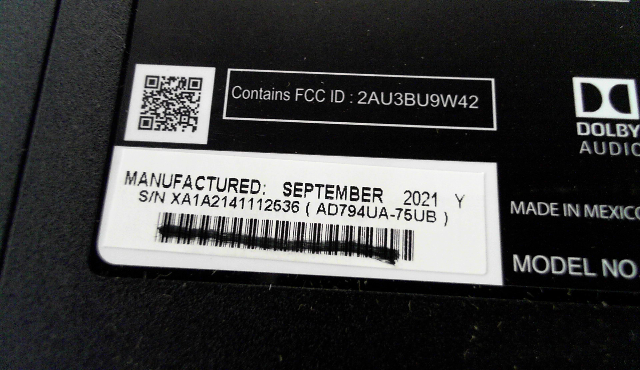 Contains FCC ID : 2AU3BU9W42
DOLBY
AUDIO
MANUFACTURED: SEPTEMBER 2021 Y
S/N XA1A2141112536 ( AD794UA-75UB )
MADE IN MEXICO
MODEL NO